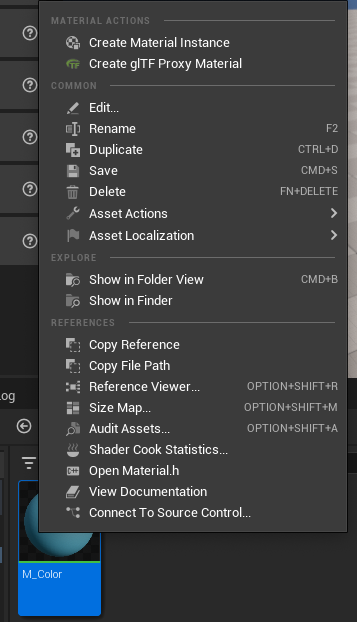 MATERIAL ACTIONS
Create Material Instance
Create glTF Proxy Material
COMMON
Edit...
Rename F2
Duplicate CTRL+D
Save CMD+S
Delete FN+DELETE
Asset Actions
Asset Localization
EXPLORE
Show in Folder View CMD+B
Show in Finder
REFERENCES
Copy Reference
Copy File Path
Reference Viewer... OPTION+SHIFT+R
Size Map... OPTION+SHIFT+M
og
Audit Assets... OPTION+SHIFT+A
Shader Cook Statistics...
Open Material.h
View Documentation
Connect To Source Control...
M_Color